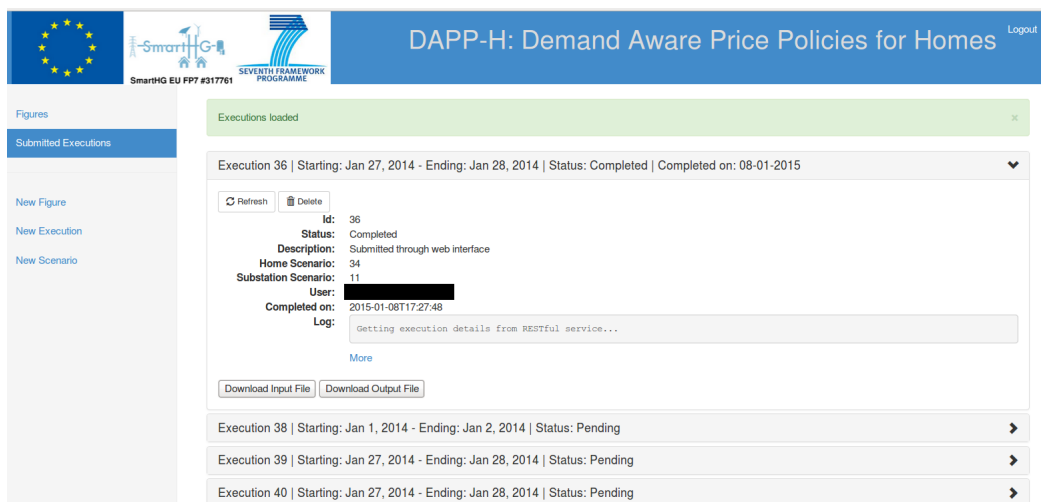 SmartHG
SmartHG EU FP7 #317761
SEVENTH FRAMEWORK
PROGRAMME
DAPP-H: Demand Aware Price Policies for Homes
Logout
Figures
Submitted Executions
New Figure
New Execution
New Scenario
Executions loaded
×
Execution 36 | Starting: Jan 27, 2014 - Ending: Jan 28, 2014 | Status: Completed | Completed on: 08-01-2015
Refresh Delete
Id: 36
Status: Completed
Description: Submitted through web interface
Home Scenario: 34
Substation Scenario: 11
User:
Completed on: 2015-01-08T17:27:48
Log: Getting execution details from RESTful service...
More
Download Input File Download Output File
Execution 38 | Starting: Jan 1, 2014 - Ending: Jan 2, 2014 | Status: Pending
Execution 39 | Starting: Jan 27, 2014 - Ending: Jan 28, 2014 | Status: Pending
Execution 40 | Starting: Jan 27, 2014 - Ending: Jan 28, 2014 | Status: Pending